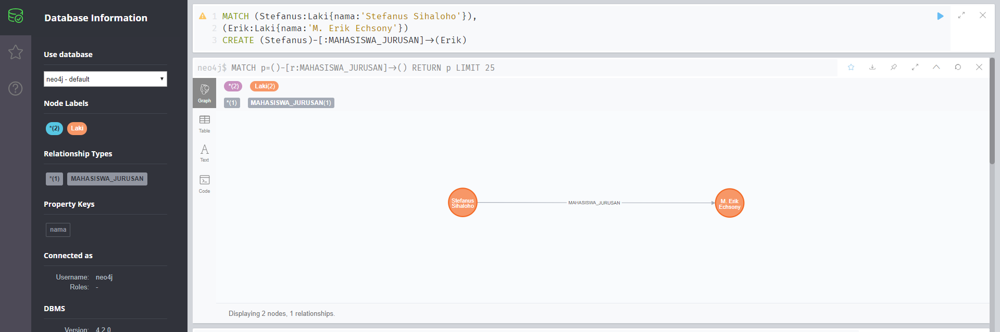 Database Information
Use database
neo4j - default
Node Labels
*(2) Laki
Relationship Types
*(1) MAHASISWA_JURUSAN
Property Keys
nama
Connected as
Username: neo4j
Roles: -
DBMS
Version: 4.2.0
1 MATCH (Stefanus:Laki{nama:'Stefanus Sihaloho'}),
2 (Erik:Laki{nama:'M. Erik Echsony'})
3 CREATE (Stefanus)-[:MAHASISWA_JURUSAN]->(Erik)
neo4j$ MATCH p=()-[r:MAHASISWA_JURUSAN]->() RETURN p LIMIT 25
Graph
Table
Text
Code
*(2) Laki(2)
*(1) MAHASISWA_JURUSAN(1)
Stefanus
Sihaloho
MAHASISWA_JURUSAN
M. Erik
Echsony
Displaying 2 nodes, 1 relationships.